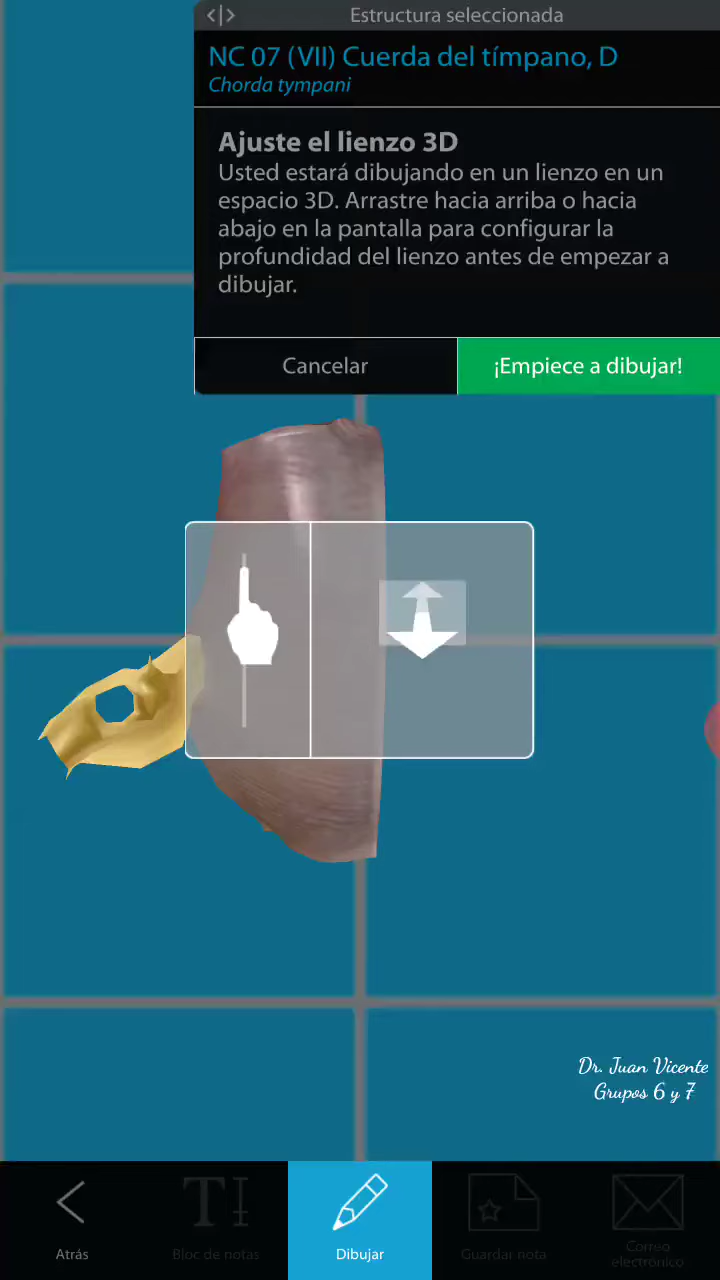 Estructura seleccionada
NC 07 (VII) Cuerda del tímpano, D
Chorda tympani
Ajuste el lienzo 3D
Usted estará dibujando en un lienzo en un
espacio 3D. Arrastre hacia arriba o hacia
abajo en la pantalla para configurar la
profundidad del lienzo antes de empezar a
dibujar.
Cancelar
¡Empiece a dibujar!
Dr. Juan Vicente
Grupos 6 y 7
Atrás
Bloc de notas
Dibujar
Guardar nota
Correo
electrónico